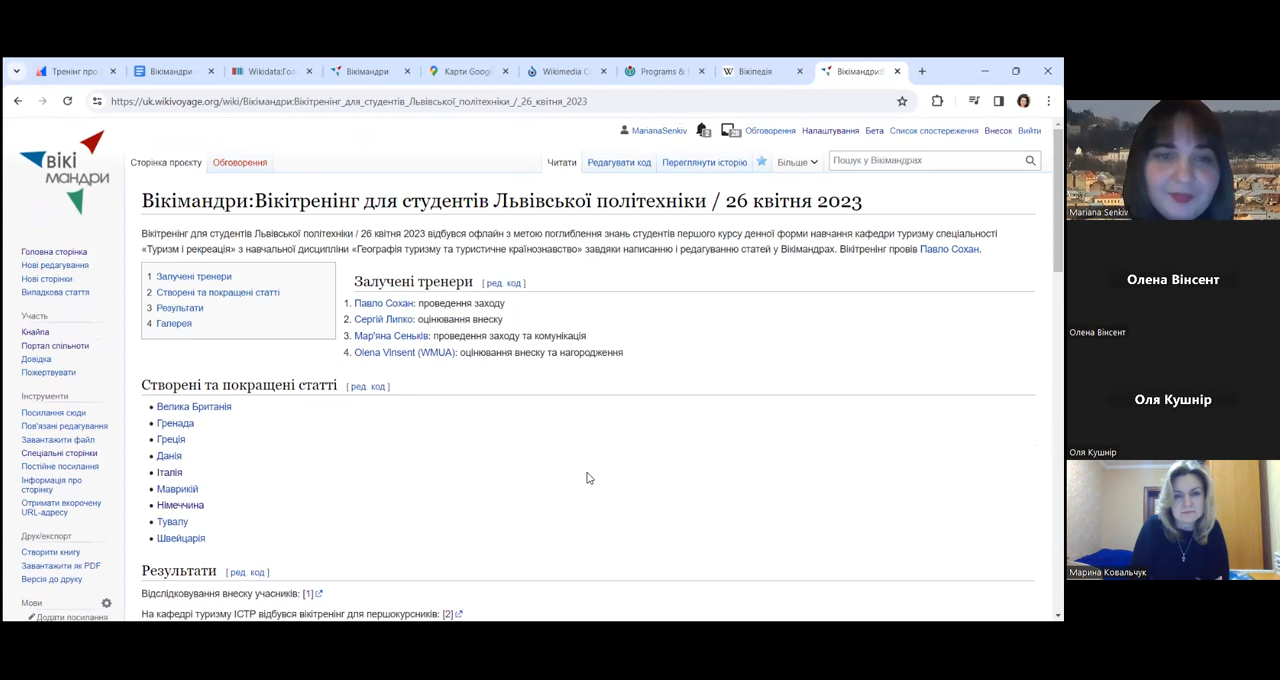 Тренінг про
Вікімандри
Wikidata:Гол
Вікімандри
Карти Googl
Wikimedia C
Programs &
Вікіпедія
Вікімандри:В
https://uk.wikivoyage.org/wiki/Вікімандри:Вікітренінг_для_студентів_Львівської_політехніки_/_26_квітня_2023
вікі
мандри
MarianaSenkiv
Обговорення
Налаштування
Бета
Список спостереження
Внесок
Вийти
Сторінка проєкту
Обговорення
Читати
Редагувати код
Переглянути історію
Більше
Пошук у Вікімандрах
Головна сторінка
Нові редагування
Нові сторінки
Випадкова стаття
Участь
Кнайпа
Портал спільноти
Довідка
Пожертвувати
Інструменти
Посилання сюди
Пов'язані редагування
Завантажити файл
Спеціальні сторінки
Постійне посилання
Інформація про
сторінку
Отримати вкорочену
URL-адресу
Друк/експорт
Створити книгу
Завантажити як PDF
Версія до друку
Мови
Додати посилання
Вікімандри:Вікітренінг для студентів Львівської політехніки / 26 квітня 2023
Вікітренінг для студентів Львівської політехніки / 26 квітня 2023 відбувся офлайн з метою поглиблення знань студентів першого курсу денної форми навчання кафедри туризму спеціальності
«Туризм і рекреація» з навчальної дисципліни «Географія туризму та туристичне країнознавство» завдяки написанню і редагуванню статей у Вікімандрах. Вікітренінг провів Павло Сохан.
1 Залучені тренери
2 Створені та покращені статті
3 Результати
4 Галерея
Залучені тренери [ ред. код ]
1. Павло Сохан: проведення заходу
2. Сергій Липко: оцінювання внеску
3. Мар'яна Сеньків: проведення заходу та комунікація
4. Olena Vinsent (WMUA): оцінювання внеску та нагородження
Створені та покращені статті [ ред. код ]
Велика Британія
Гренада
Греція
Данія
Італія
Маврикій
Німеччина
Тувалу
Швейцарія
Результати [ ред. код ]
Відслідковування внеску учасників: [1]
На кафедрі туризму ІСТР відбувся вікітренінг для першокурсників: [2]
Mariana Senkiv
Олена Вінсент
Олена Вінсент
Оля Кушнір
Оля Кушнір
Марина Ковальчук